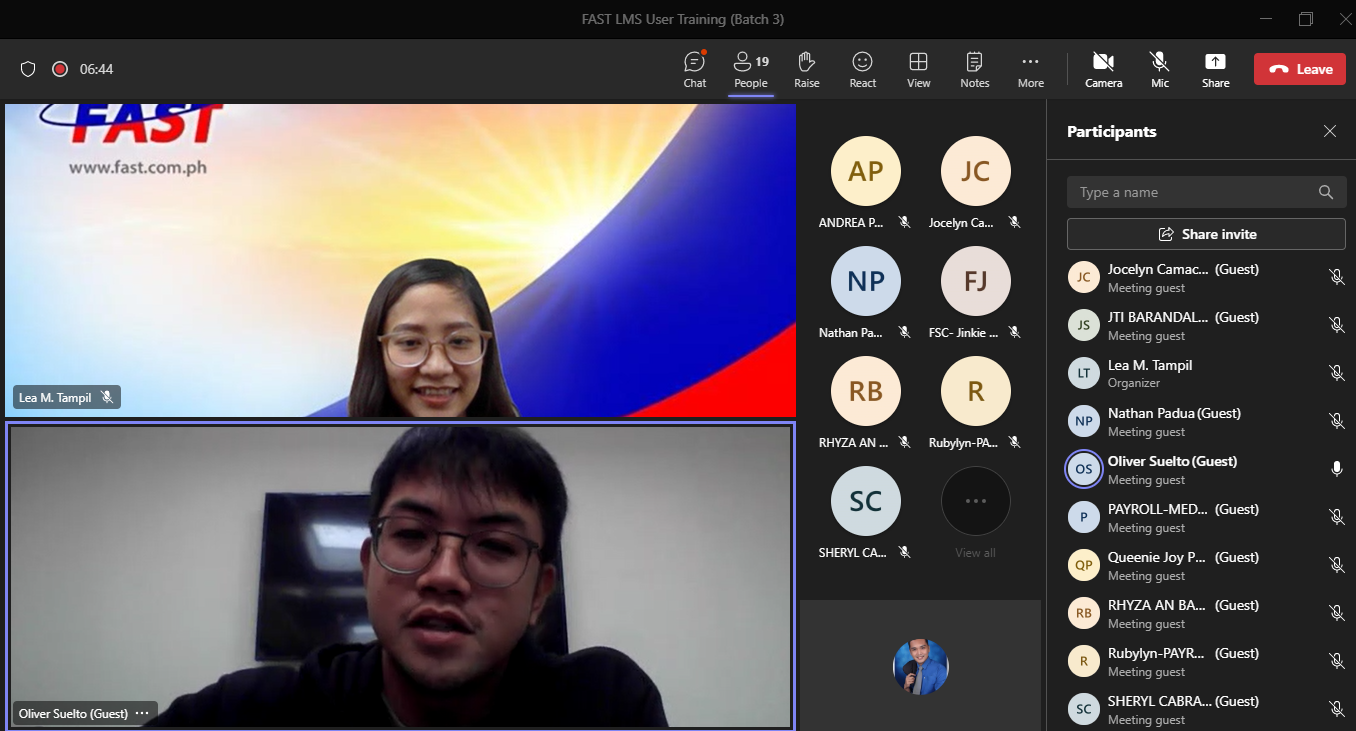 FAST LMS User Training (Batch 3)
06:44
Chat
19
People
Raise
React
View
Notes
More
Camera
Mic
Share
Leave
FAST
www.fast.com.ph
Lea M. Tampil
Oliver Suelto (Guest) ...
AP
JC
ANDREA P...
Jocelyn Ca...
NP
FJ
Nathan Pa...
FSC- Jinkie ...
RB
R
RHYZA AN ...
Rubylyn-PA...
SC
SHERYL CA...
View all
Participants
Type a name
Share invite
JC
Jocelyn Camac... (Guest)
Meeting guest
JS
JTI BARANDAL... (Guest)
Meeting guest
LT
Lea M. Tampil
Organizer
NP
Nathan Padua (Guest)
Meeting guest
OS
Oliver Suelto (Guest)
Meeting guest
P
PAYROLL-MED... (Guest)
Meeting guest
QP
Queenie Joy P... (Guest)
Meeting guest
RB
RHYZA AN BA... (Guest)
Meeting guest
R
Rubylyn-PAYR... (Guest)
Meeting guest
SC
SHERYL CABRA... (Guest)
Meeting guest